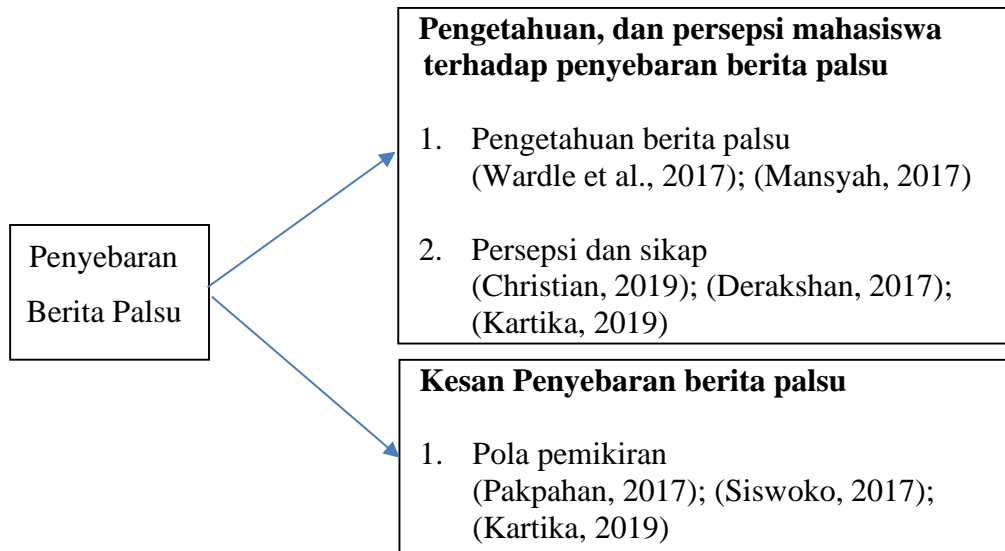 Penyebaran
Berita Palsu
Pengetahuan, dan persepsi mahasiswa
terhadap penyebaran berita palsu
1. Pengetahuan berita palsu
(Wardle et al., 2017); (Mansyah, 2017)
2. Persepsi dan sikap
(Christian, 2019); (Derakshan, 2017);
(Kartika, 2019)
Kesan Penyebaran berita palsu
1. Pola pemikiran
(Pakpahan, 2017); (Siswoko, 2017);
(Kartika, 2019)